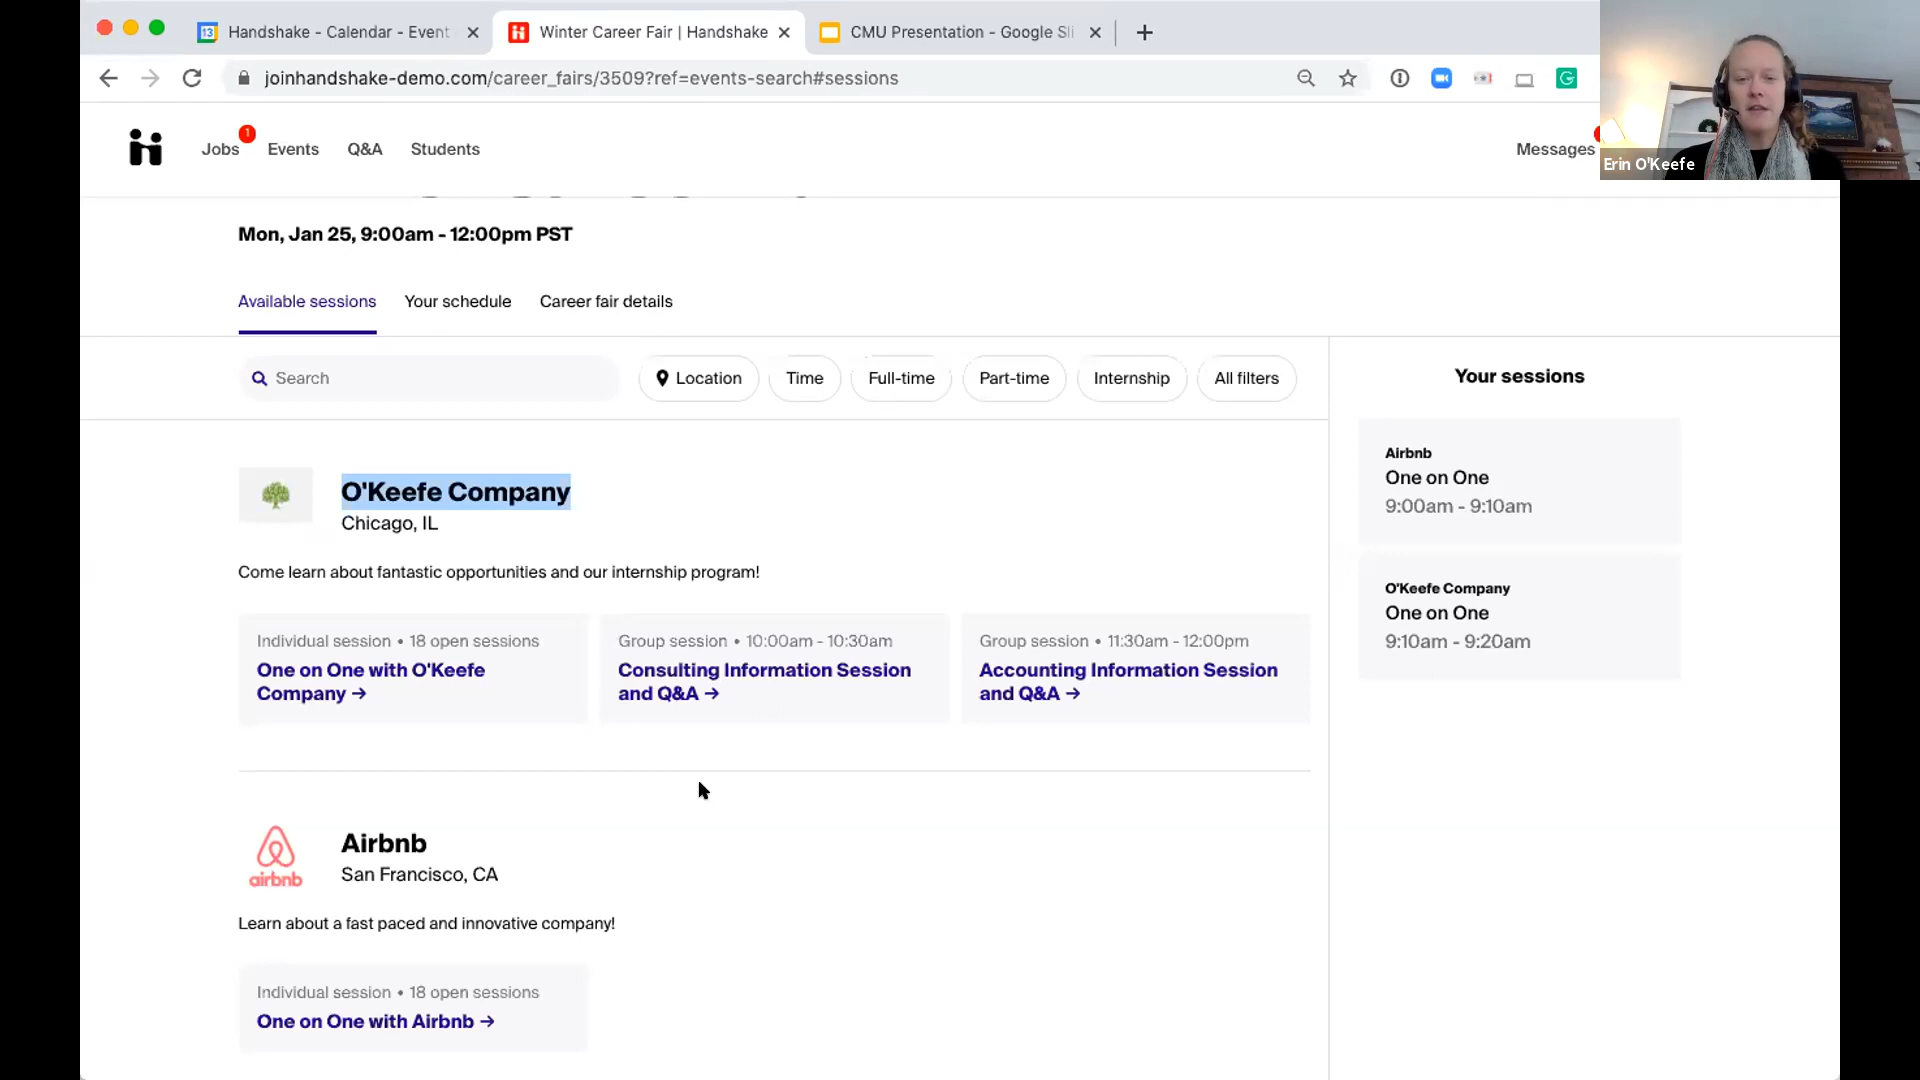 Handshake - Calendar - Event
Winter Career Fair | Handshake
CMU Presentation - Google Sli
joinhandshake-demo.com/career_fairs/3509?ref=events-search#sessions
Jobs
1
Events
Q&A
Students
Messages
Erin O'Keefe
Mon, Jan 25, 9:00am - 12:00pm PST
Available sessions
Your schedule
Career fair details
Search
Location
Time
Full-time
Part-time
Internship
All filters
Your sessions
Airbnb
One on One
9:00am - 9:10am
O'Keefe Company
One on One
9:10am - 9:20am
O'Keefe Company
Chicago, IL
Come learn about fantastic opportunities and our internship program!
Individual session • 18 open sessions
One on One with O'Keefe
Company →
Group session • 10:00am - 10:30am
Consulting Information Session
and Q&A →
Group session • 11:30am - 12:00pm
Accounting Information Session
and Q&A →
airbnb
Airbnb
San Francisco, CA
Learn about a fast paced and innovative company!
Individual session • 18 open sessions
One on One with Airbnb →